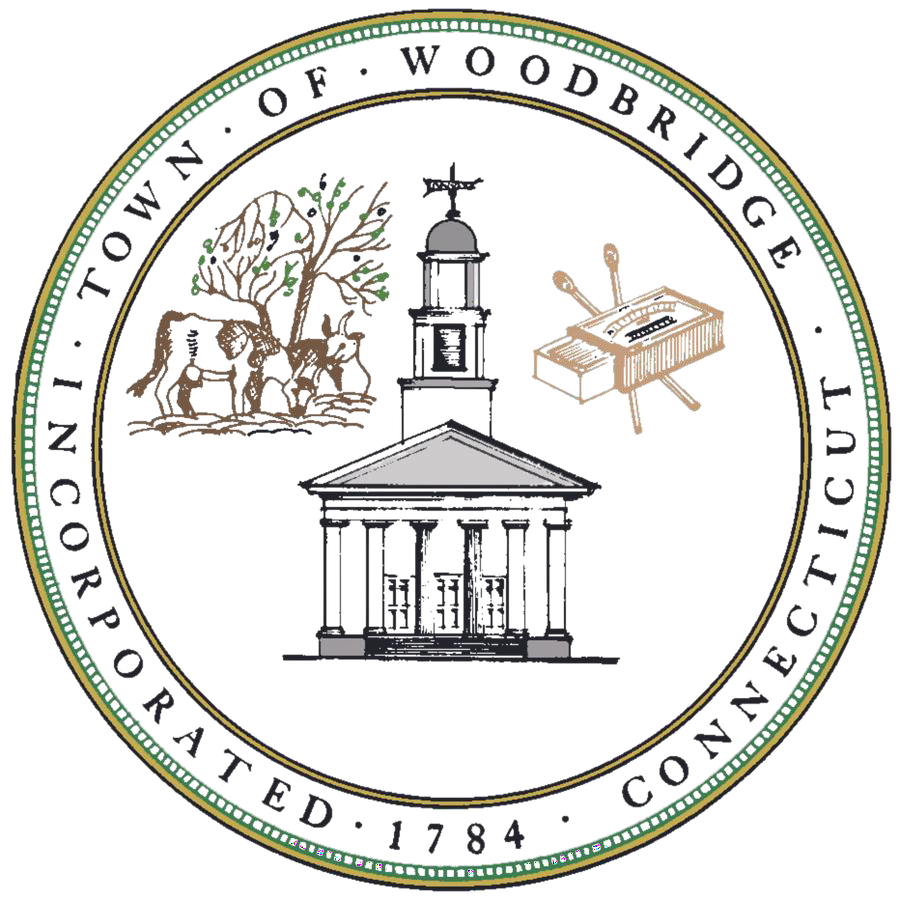 TOWN · OF · WOODBRIDGE · CONNECTICUT · 1784 · INCORPORATED ·